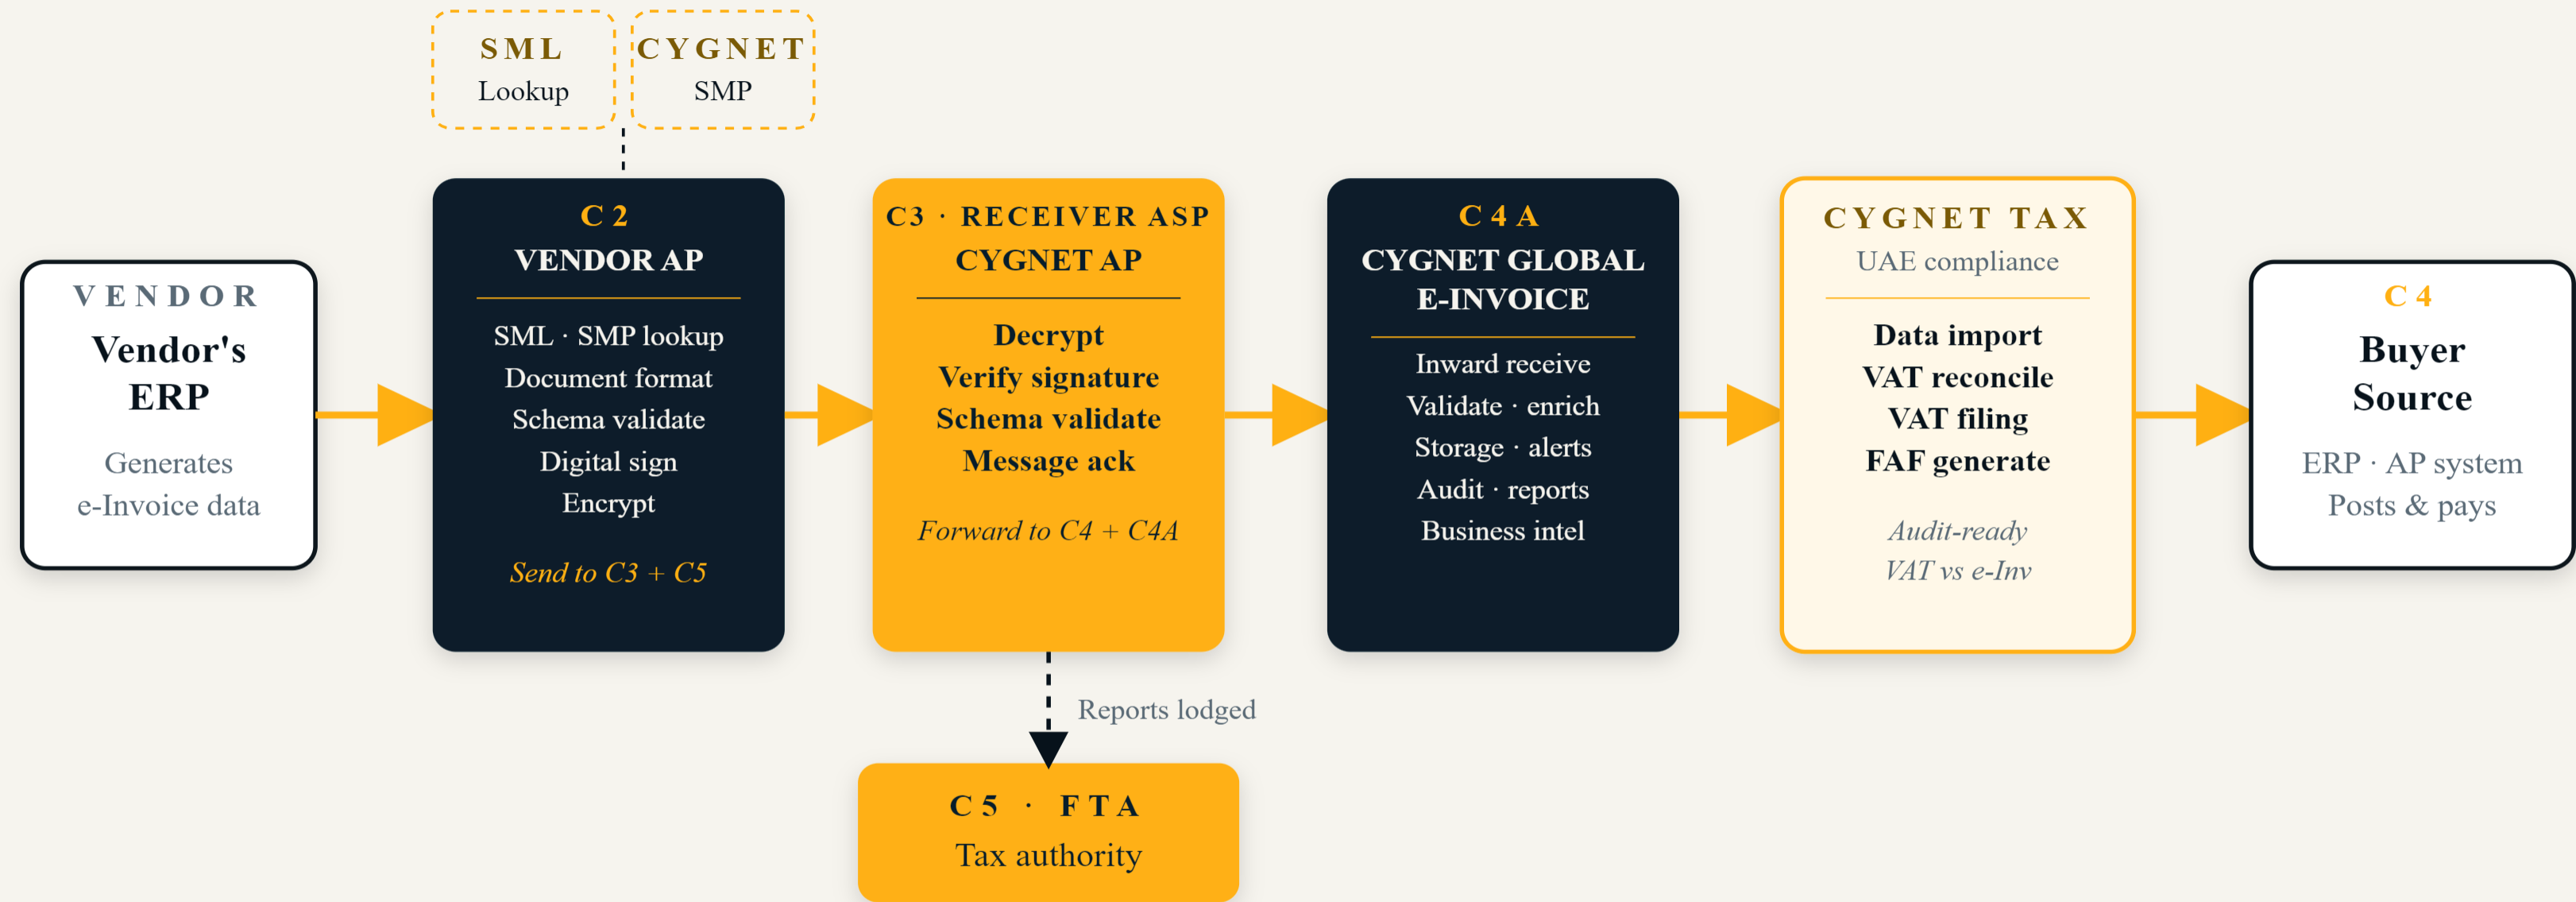 SML
Lookup
CYGNET
SMP
VENDOR
Vendor's
ERP
Generates
e-Invoice data
C2
VENDOR AP
SML · SMP lookup
Document format
Schema validate
Digital sign
Encrypt
Send to C3 + C5
C3 · RECEIVER ASP
CYGNET AP
Decrypt
Verify signature
Schema validate
Message ack
Forward to C4 + C4A
Reports lodged
C5 · FTA
Tax authority
C4A
CYGNET GLOBAL
E-INVOICE
Inward receive
Validate · enrich
Storage · alerts
Audit · reports
Business intel
CYGNET TAX
UAE compliance
Data import
VAT reconcile
VAT filing
FAF generate
Audit-ready
VAT vs e-Inv
C4
Buyer
Source
ERP · AP system
Posts & pays